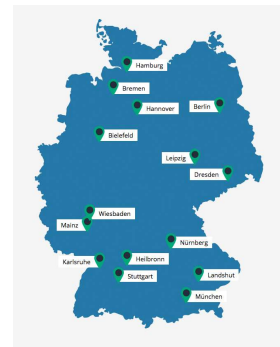 Hamburg
Bremen
Hannover
Berlin
Bielefeld
Leipzig
Dresden
Wiesbaden
Mainz
Nürnberg
Karlsruhe
Heilbronn
Stuttgart
Landshut
München